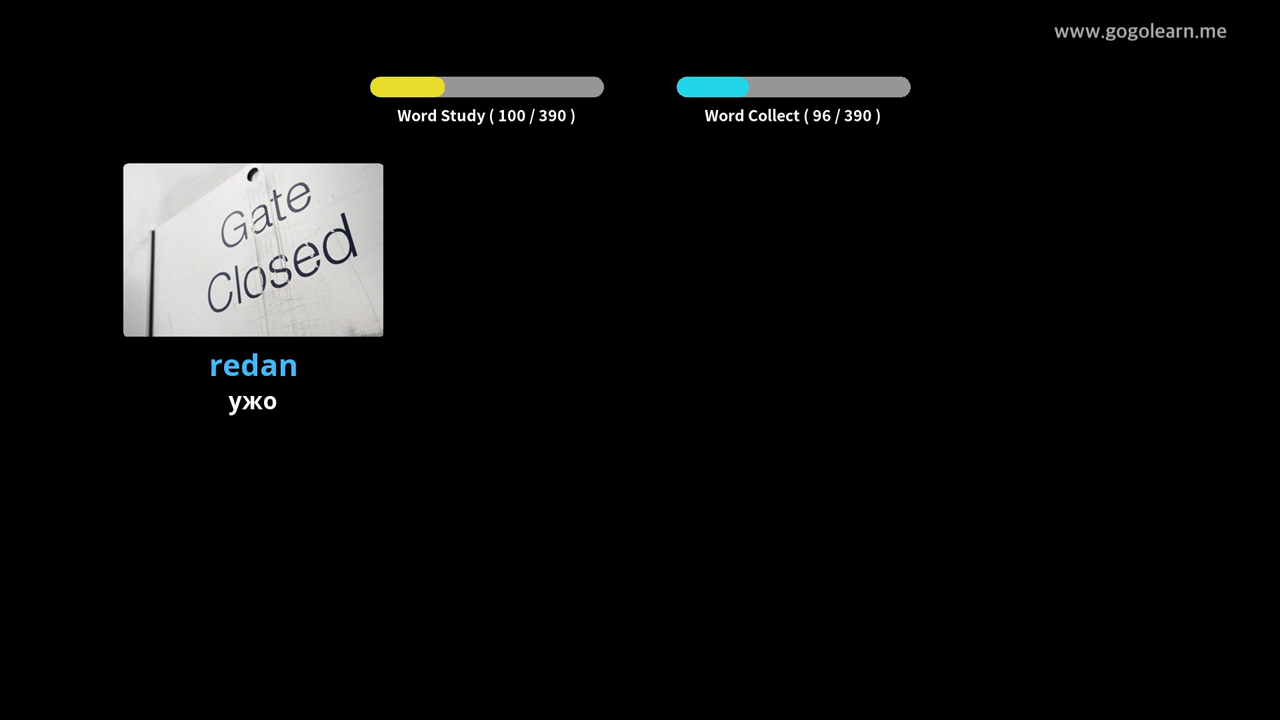 www.gogolearn.me
Word Study ( 100 / 390 )
Word Collect ( 96 / 390 )
Gate
Closed
redan
ужо